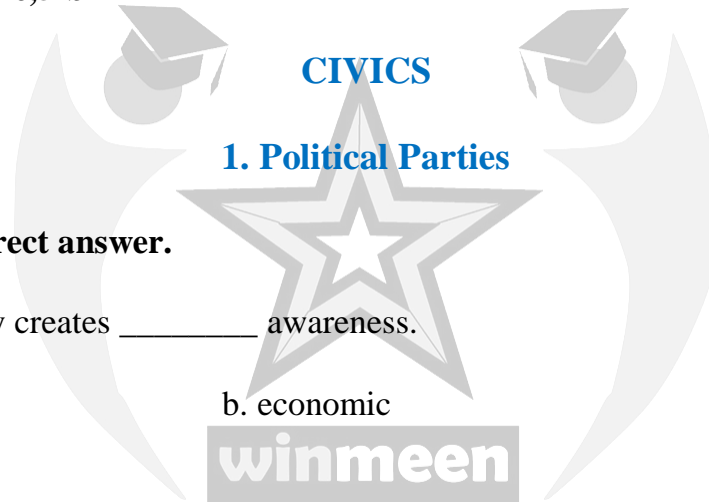 CIVICS
1. Political Parties
rect answer.
creates ________ awareness.
b. economic
winmeen